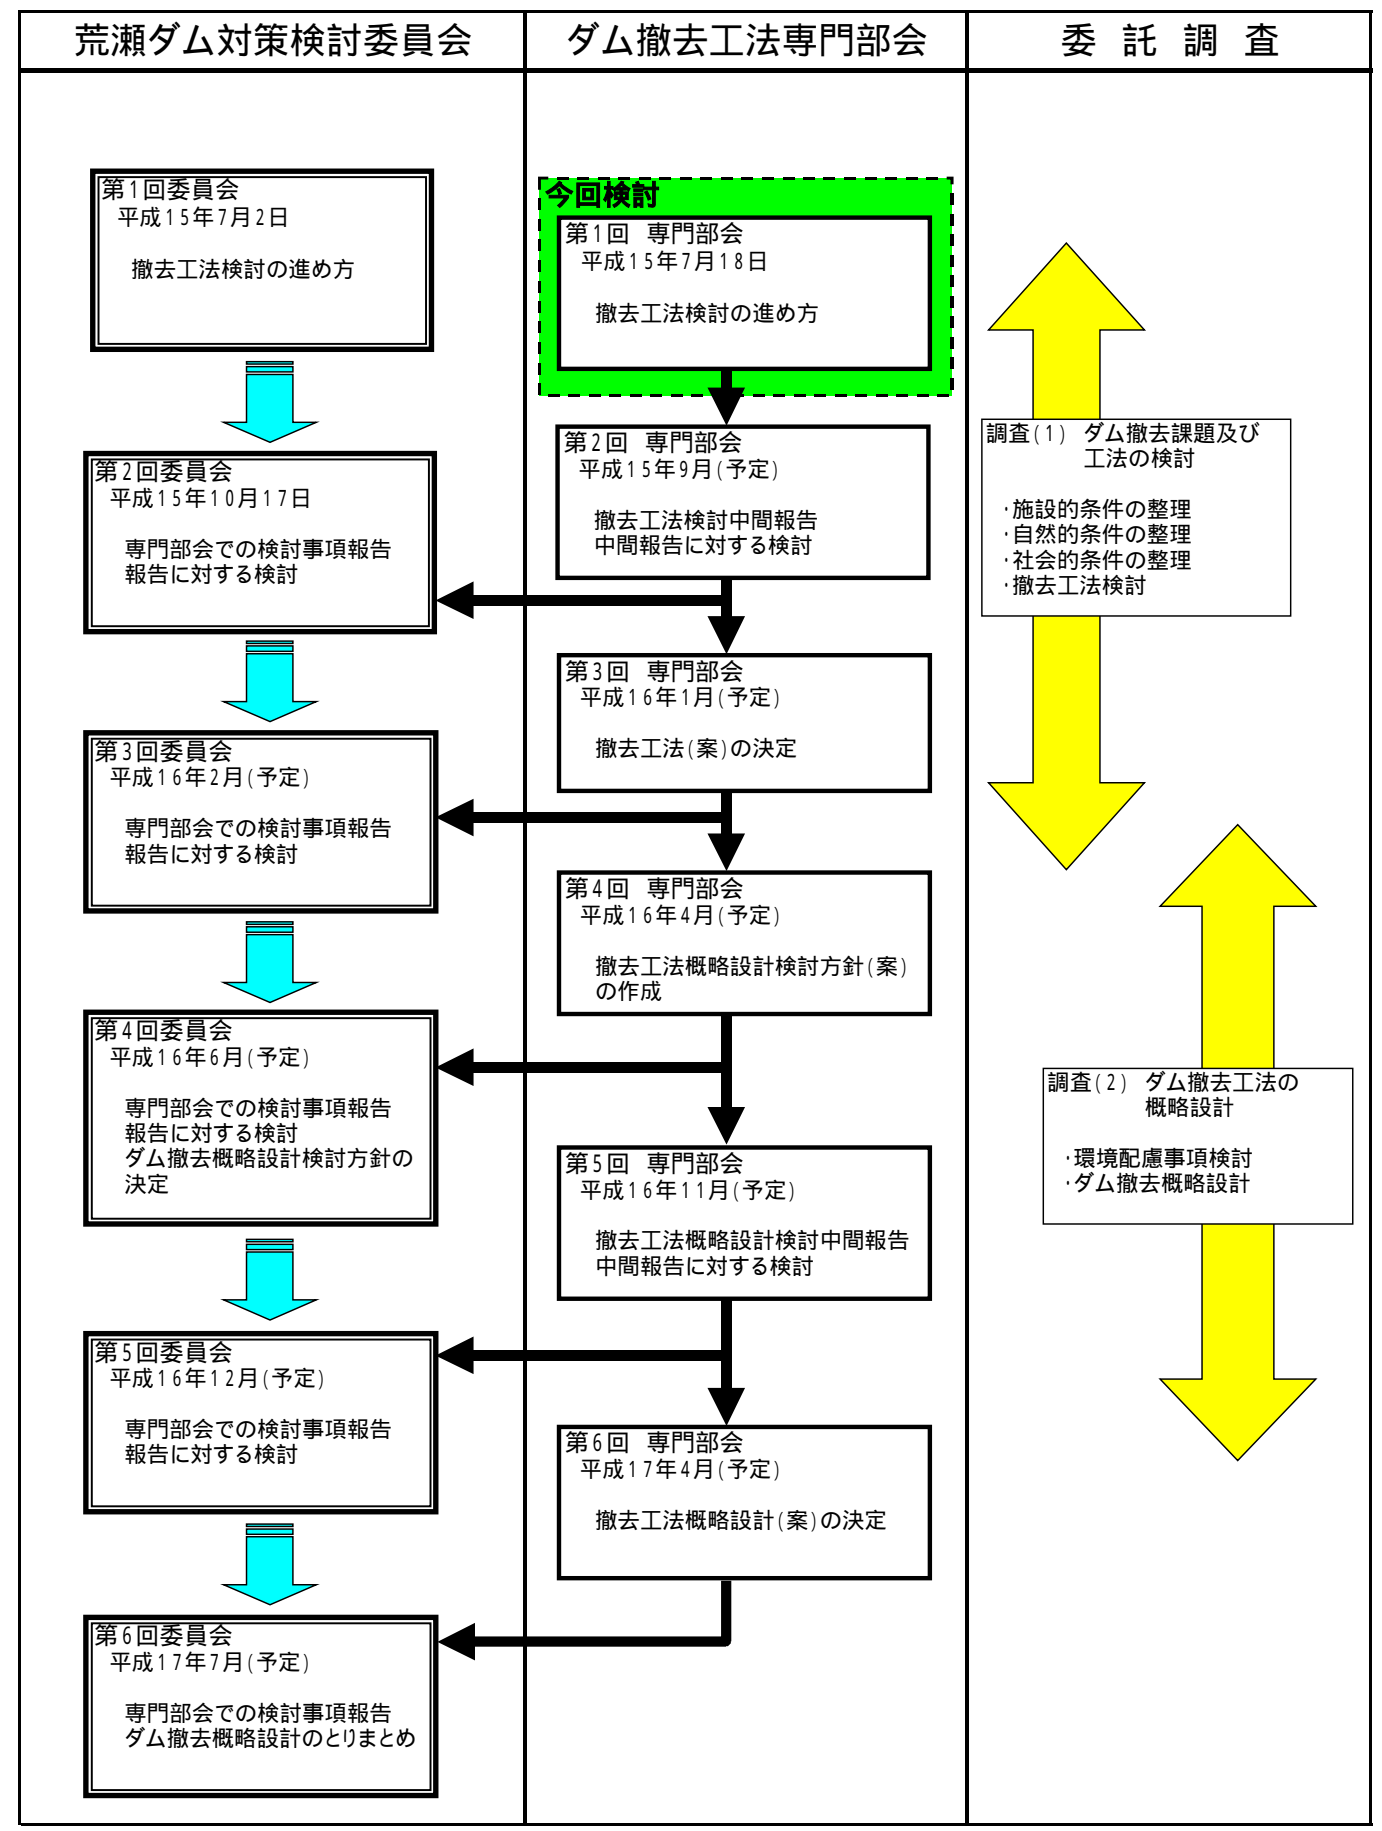 荒瀬ダム対策検討委員会
ダム撤去工法専門部会
委託調査
第1回委員会
平成15年7月2日
撤去工法検討の進め方
第2回委員会
平成15年10月17日
専門部会での検討事項報告
報告に対する検討
第3回委員会
平成16年2月(予定)
専門部会での検討事項報告
報告に対する検討
第4回委員会
平成16年6月(予定)
専門部会での検討事項報告
報告に対する検討
ダム撤去概略設計検討方針の
決定
第5回委員会
平成16年12月(予定)
専門部会での検討事項報告
報告に対する検討
第6回委員会
平成17年7月(予定)
専門部会での検討事項報告
ダム撤去概略設計のとりまとめ
今回検討
第1回 専門部会
平成15年7月18日
撤去工法検討の進め方
第2回 専門部会
平成15年9月(予定)
撤去工法検討中間報告
中間報告に対する検討
第3回 専門部会
平成16年1月(予定)
撤去工法(案)の決定
第4回 専門部会
平成16年4月(予定)
撤去工法概略設計検討方針(案)
の作成
第5回 専門部会
平成16年11月(予定)
撤去工法概略設計検討中間報告
中間報告に対する検討
第6回 専門部会
平成17年4月(予定)
撤去工法概略設計(案)の決定
調査(1) ダム撤去課題及び
工法の検討
・施設的条件の整理
・自然的条件の整理
・社会的条件の整理
・撤去工法検討
調査(2) ダム撤去工法の
概略設計
・環境配慮事項検討
・ダム撤去概略設計